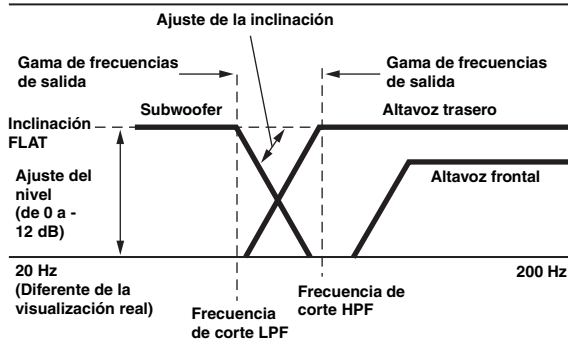 Ajuste de la inclinación
Gama de frecuencias
de salida
Gama de frecuencias
de salida
Subwoofer
Altavoz trasero
Inclinación
FLAT
Altavoz frontal
Ajuste del
nivel
(de 0 a -
12 dB)
20 Hz
(Diferente de la
visualización real)
200 Hz
Frecuencia
de corte LPF
Frecuencia de
corte HPF